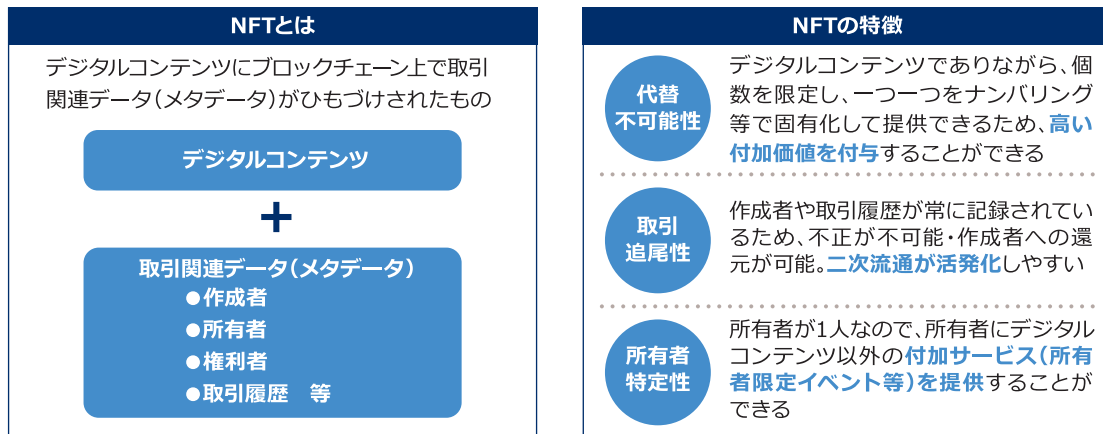 NFTとは
デジタルコンテンツにブロックチェーン上で取引
関連データ(メタデータ)がひもづけされたもの
デジタルコンテンツ
+
取引関連データ(メタデータ)
●作成者
●所有者
●権利者
●取引履歴　等
NFTの特徴
代替
不可能性
デジタルコンテンツでありながら、個
数を限定し、一つ一つをナンバリング
等で固有化して提供できるため、高い
付加価値を付与することができる
取引
追尾性
作成者や取引履歴が常に記録されてい
るため、不正が不可能・作成者への還
元が可能。二次流通が活発化しやすい
所有者
特定性
所有者が1人なので、所有者にデジタル
コンテンツ以外の付加サービス(所有
者限定イベント等)を提供することが
できる